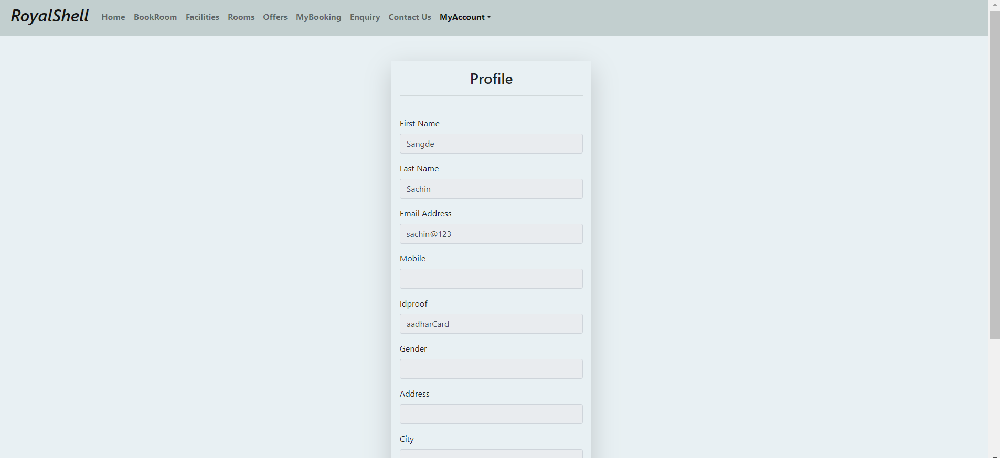 RoyalShell Home BookRoom Facilities Rooms Offers MyBooking Enquiry Contact Us MyAccount
Profile
First Name
Sangde
Last Name
Sachin
Email Address
sachin@123
Mobile
Idproof
aadharCard
Gender
Address
City